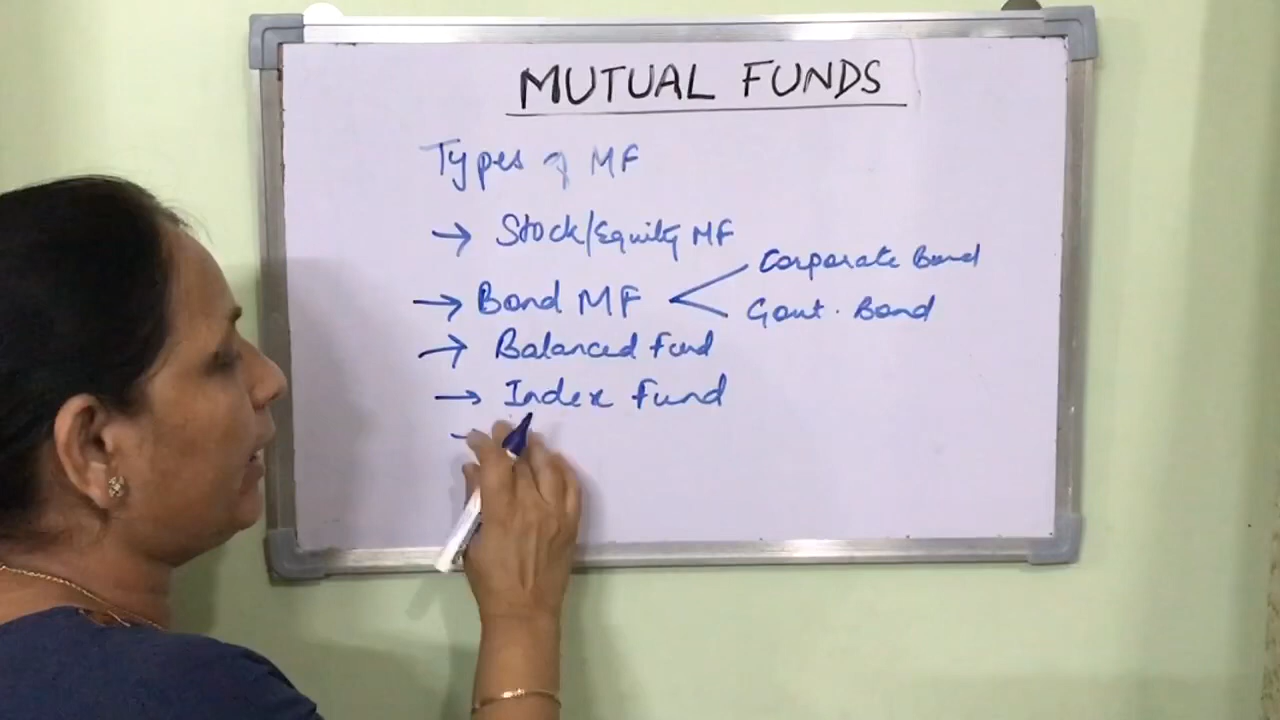 MUTUAL FUNDS
Types of MF
→ Stock/Equity MF
→ Bond MF
Corporate Bond
Govt. Bond
→ Balanced Fund
→ Index Fund